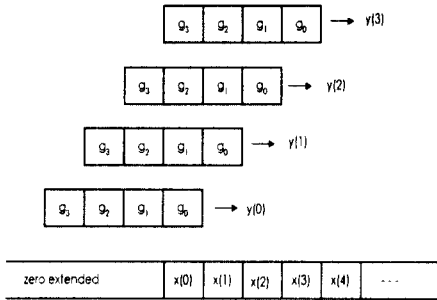 g₃ g₂ g₁ g₀ → y(3)
g₃ g₂ g₁ g₀ → y(2)
g₃ g₂ g₁ g₀ → y(1)
g₃ g₂ g₁ g₀ → y(0)
zero extended x(0) x(1) x(2) x(3) x(4) ---